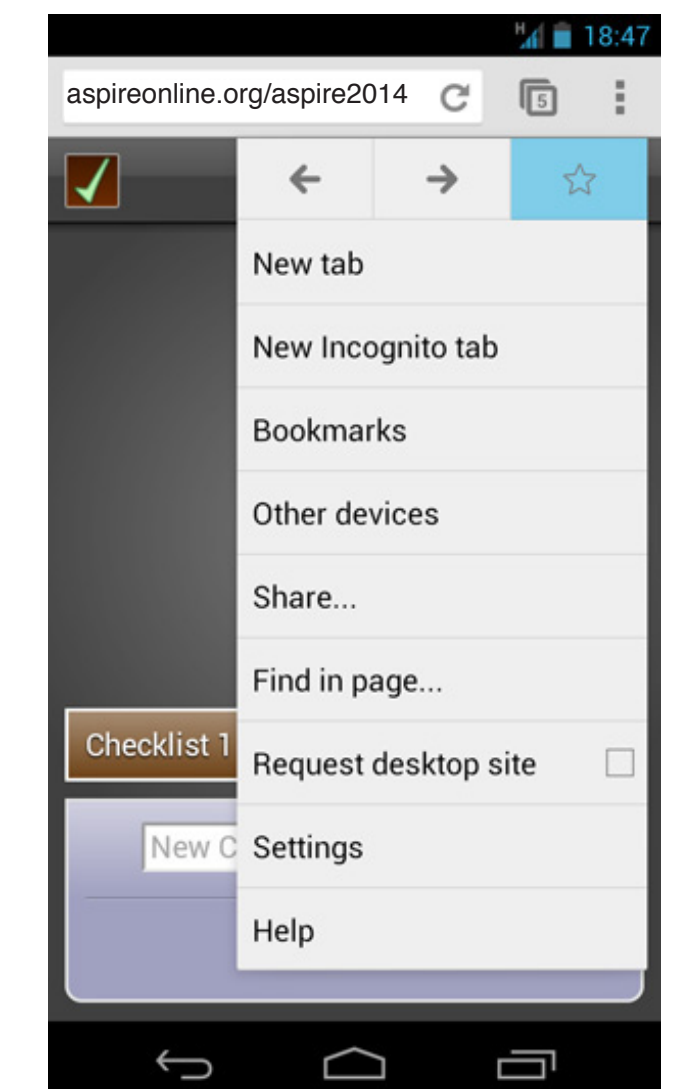 H 18:47
aspireonline.org/aspire2014 5
New tab
New Incognito tab
Bookmarks
Other devices
Share...
Find in page...
Checklist 1
Request desktop site
New C
Settings
Help